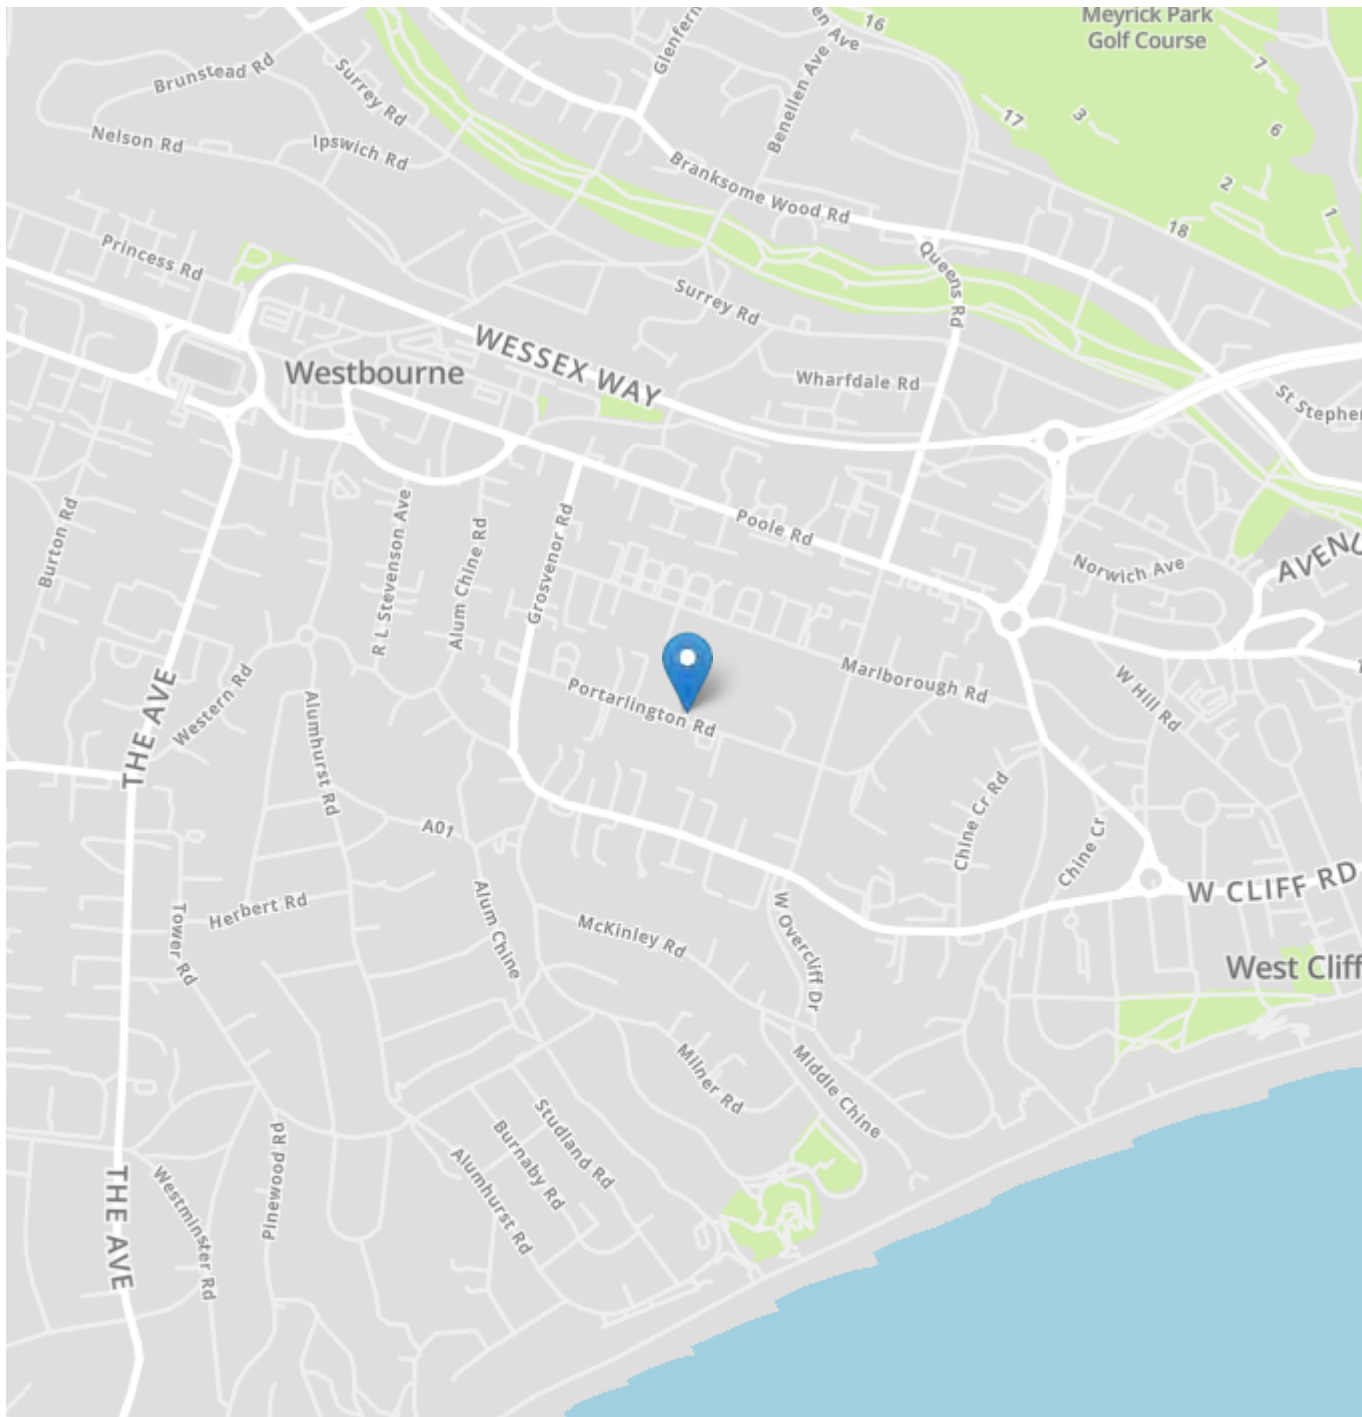 Meyrick Park
Golf Course
16
Glenfern
en Ave
Benellen Ave
7
Brunstead Rd
Surrey Rd
17
3
6
Nelson Rd
Ipswich Rd
Branksome Wood Rd
2
1
18
Princess Rd
Queens Rd
Surrey Rd
WESSEX WAY
Westbourne
Wharfdale Rd
St Stephe
Burton Rd
R L Stevenson Ave
Alum Chine Rd
Grosvenor Rd
Poole Rd
Norwich Ave
AVENU
Marlborough Rd
W Hill Rd
Western Rd
THE AVE
Alumhurst Rd
Portarlington Rd
Chine Cr Rd
Chine Cr
A01
W CLIFF RD
Herbert Rd
Tower Rd
Alum Chine
McKinley Rd
W Overcliff Dr
West Cliff
Milner Rd
Middle Chine
Studland Rd
Burnaby Rd
Alumhurst Rd
Pinewood Rd
Westminster Rd
THE AVE